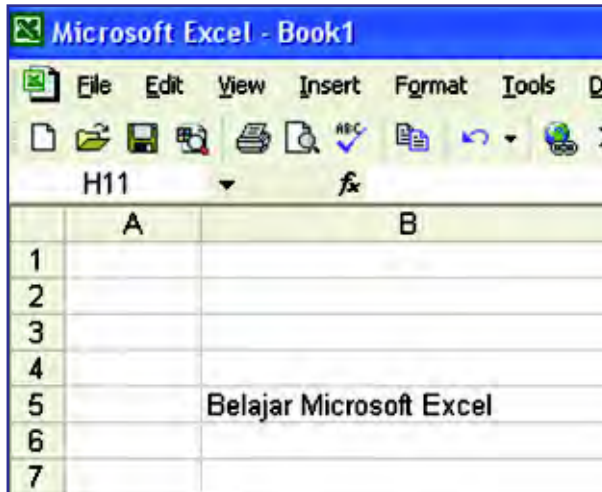 Microsoft Excel - Book1
File Edit View Insert Format Tools D
ABC
H11 fx
A B
1
2
3
4
5 Belajar Microsoft Excel
6
7